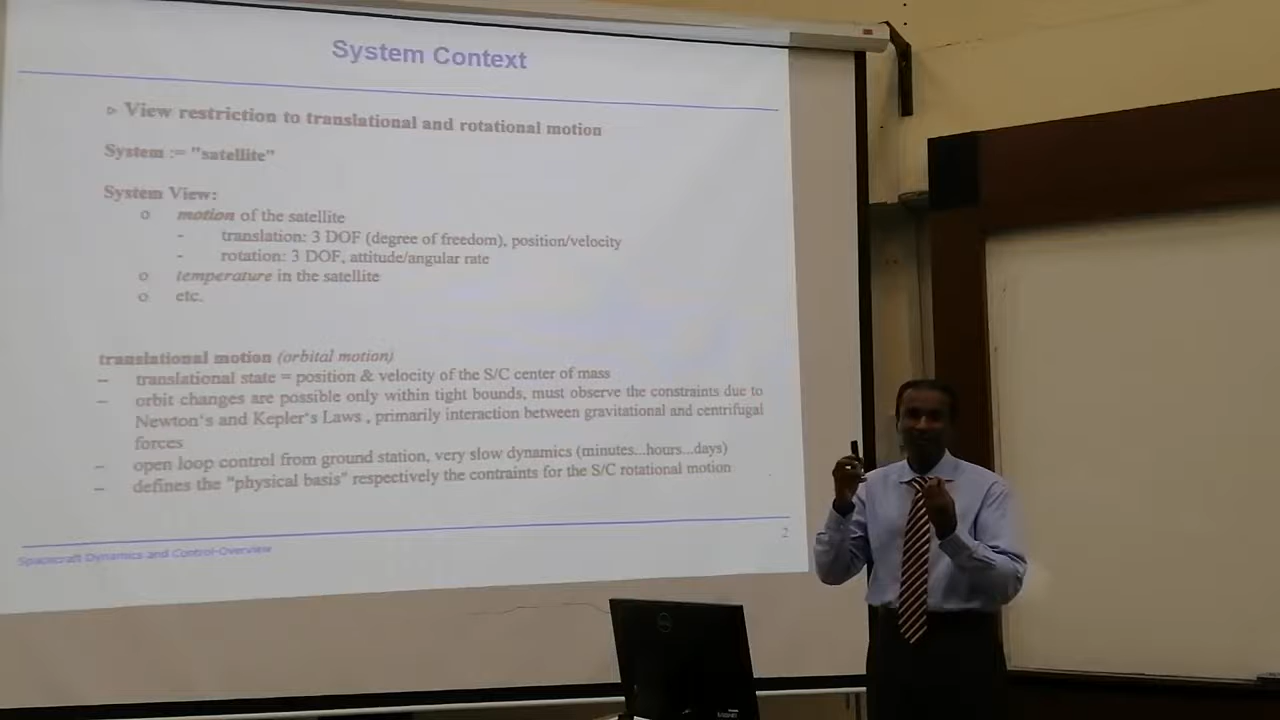 System Context
▹ View restriction to translational and rotational motion
System := "satellite"
System View:
o motion of the satellite
- translation: 3 DOF (degree of freedom), position/velocity
- rotation: 3 DOF, attitude/angular rate
o temperature in the satellite
o etc.
translational motion (orbital motion)
– translational state = position & velocity of the S/C center of mass
– orbit changes are possible only within tight bounds, must observe the constraints due to
Newton's and Kepler's Laws , primarily interaction between gravitational and centrifugal
forces
– open loop control from ground station, very slow dynamics (minutes...hours...days)
– defines the "physical basis" respectively the contraints for the S/C rotational motion
Spacecraft Dynamics and Control-Overview
2
DELL